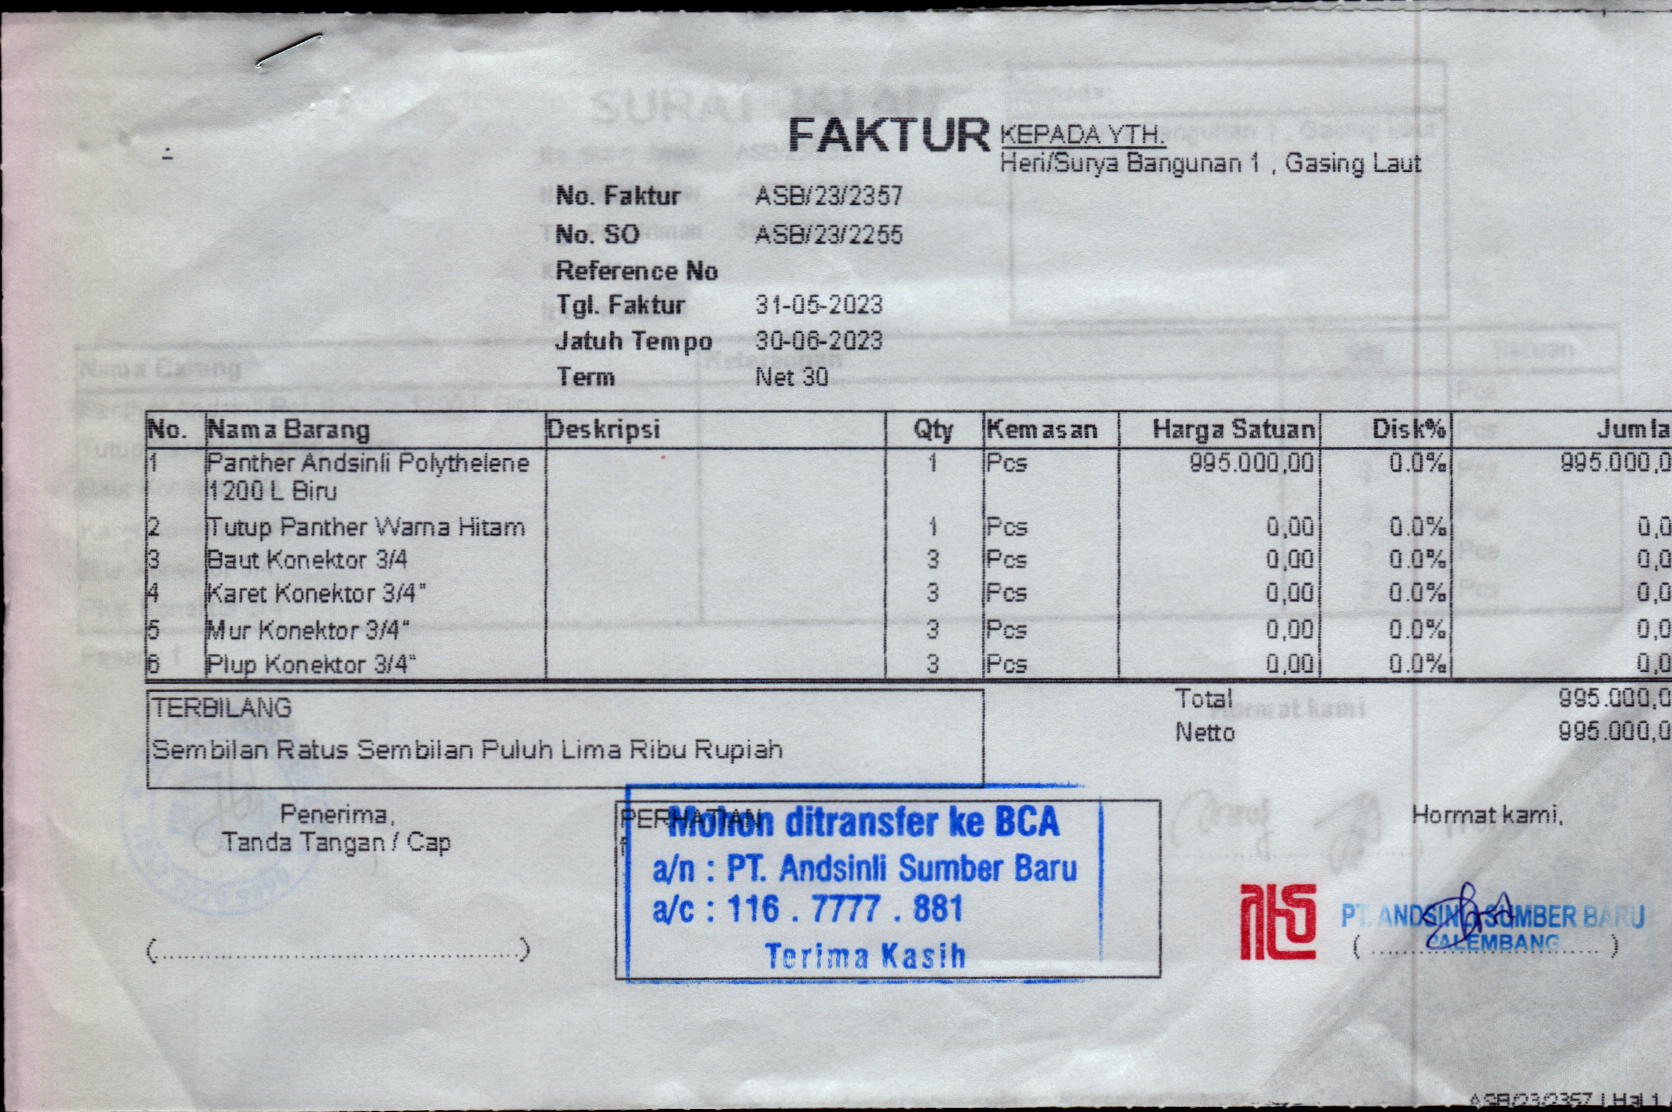 FAKTUR
KEPADA YTH.
Heri/Surya Bangunan 1 , Gasing Laut
No. Faktur ASB/23/2357
No. SO ASB/23/2255
Reference No
Tgl. Faktur 31-05-2023
Jatuh Tempo 30-06-2023
Term Net 30
No. Nama Barang Deskripsi Qty Kemasan Harga Satuan Disk% Jumla
1 Panther Andsinli Polythelene 1 Pcs 995.000,00 0.0% 995.000,0
1200 L Biru
2 Tutup Panther Warna Hitam 1 Pcs 0,00 0.0% 0,0
3 Baut Konektor 3/4 3 Pcs 0,00 0.0% 0,0
4 Karet Konektor 3/4" 3 Pcs 0,00 0.0% 0,0
5 Mur Konektor 3/4" 3 Pcs 0,00 0.0% 0,0
6 Plup Konektor 3/4" 3 Pcs 0,00 0.0% 0,0
TERBILANG
Sembilan Ratus Sembilan Puluh Lima Ribu Rupiah
Total 995.000,0
Netto 995.000,0
Penerima,
Tanda Tangan / Cap
(..................................................)
PERHATIAN
Mohon ditransfer ke BCA
a/n : PT. Andsinli Sumber Baru
a/c : 116 . 7777 . 881
Terima Kasih
Hormat kami,
PT. ANDSINLI SUMBER BARU
PALEMBANG
(................................)
ASB/23/2357 | Hal 1